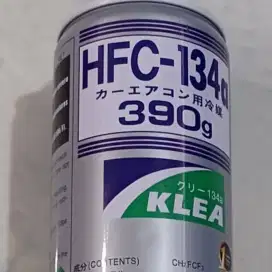 HFC-134a
カーエアコン用冷媒
390g
クリー134a
KLEA
成分(CONTENTS)
CH₂FCF₃